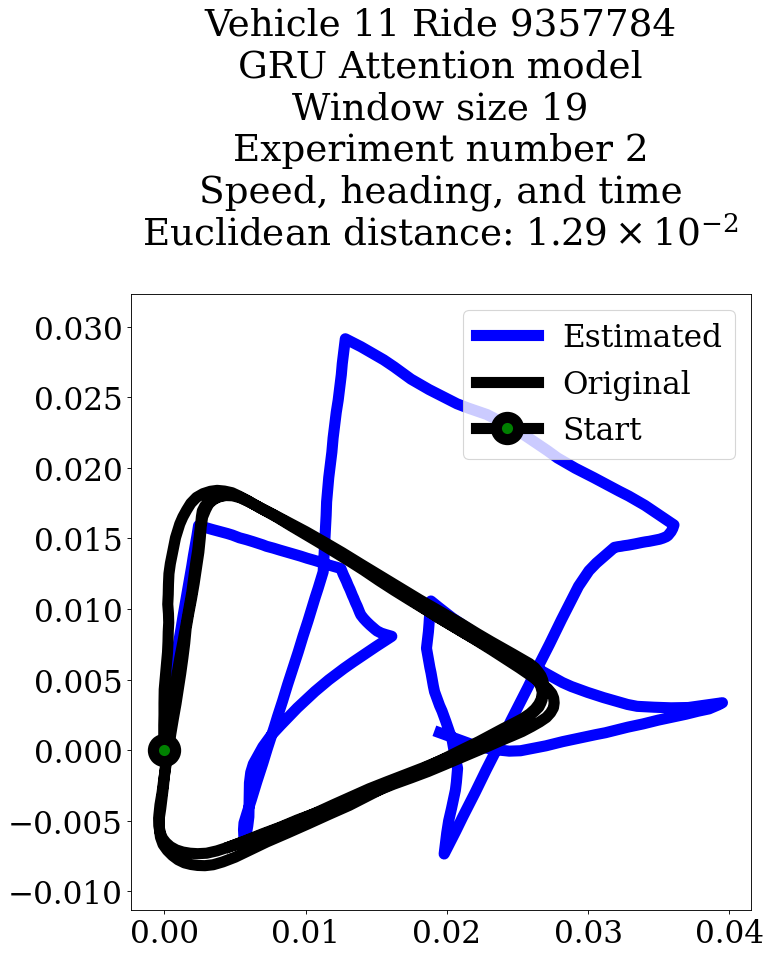 Vehicle 11 Ride 9357784
GRU Attention model
Window size 19
Experiment number 2
Speed, heading, and time
Euclidean distance: 1.29 × 10⁻²
Estimated
Original
Start
0.030
0.025
0.020
0.015
0.010
0.005
0.000
−0.005
−0.010
0.00 0.01 0.02 0.03 0.04